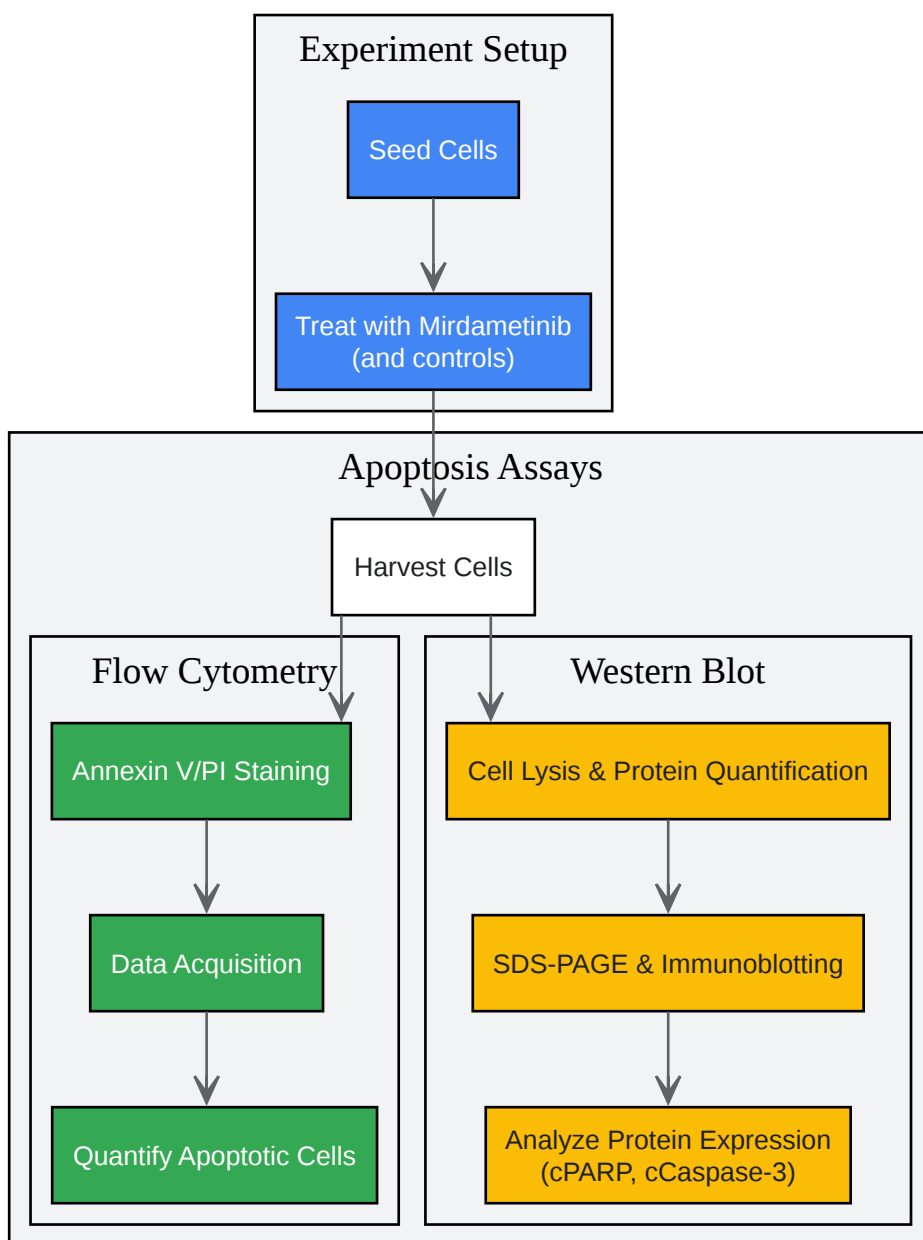 Experiment Setup
Seed Cells
Treat with Mirdametinib
(and controls)
Apoptosis Assays
Harvest Cells
Flow Cytometry
Annexin V/PI Staining
Data Acquisition
Quantify Apoptotic Cells
Western Blot
Cell Lysis & Protein Quantification
SDS-PAGE & Immunoblotting
Analyze Protein Expression
(cPARP, cCaspase-3)